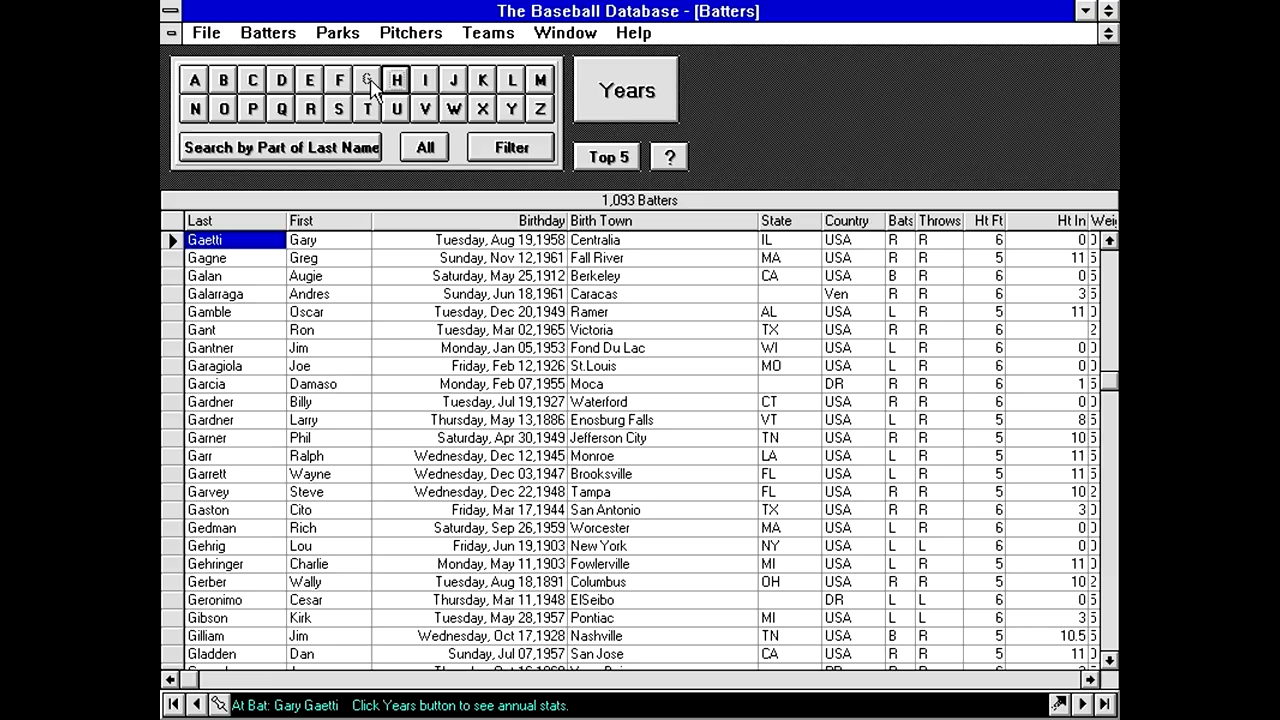 The Baseball Database - [Batters]
File Batters Parks Pitchers Teams Window Help
A B C D E F G H I J K L M
N O P Q R S T U V W X Y Z
Years
Search by Part of Last Name All Filter
Top 5 ?
1,093 Batters
Last First Birthday Birth Town State Country Bats Throws Ht Ft Ht In Wei
Gaetti Gary Tuesday, Aug 19,1958 Centralia IL USA R R 6 0
Gagne Greg Sunday, Nov 12,1961 Fall River MA USA R R 5 11
Galan Augie Saturday, May 25,1912 Berkeley CA USA B R 6 0
Galarraga Andres Sunday, Jun 18,1961 Caracas Ven R R 6 3
Gamble Oscar Tuesday, Dec 20,1949 Ramer AL USA L R 5 11
Gant Ron Tuesday, Mar 02,1965 Victoria TX USA R R 6
Gantner Jim Monday, Jan 05,1953 Fond Du Lac WI USA L R 6 0
Garagiola Joe Friday, Feb 12,1926 St.Louis MO USA L R 6 0
Garcia Damaso Monday, Feb 07,1955 Moca DR R R 6 1
Gardner Billy Tuesday, Jul 19,1927 Waterford CT USA R R 6 0
Gardner Larry Thursday, May 13,1886 Enosburg Falls VT USA L R 5 8
Garner Phil Saturday, Apr 30,1949 Jefferson City TN USA R R 5 10
Garr Ralph Wednesday, Dec 12,1945 Monroe LA USA L R 5 11
Garrett Wayne Wednesday, Dec 03,1947 Brooksville FL USA L R 5 11
Garvey Steve Wednesday, Dec 22,1948 Tampa FL USA R R 5 10
Gaston Cito Friday, Mar 17,1944 San Antonio TX USA R R 6 3
Gedman Rich Saturday, Sep 26,1959 Worcester MA USA L R 6 0
Gehrig Lou Friday, Jun 19,1903 New York NY USA L L 6 0
Gehringer Charlie Monday, May 11,1903 Fowlerville MI USA L R 5 11
Gerber Wally Tuesday, Aug 18,1891 Columbus OH USA R R 5 10
Geronimo Cesar Thursday, Mar 11,1948 ElSeibo DR L L 6 0
Gibson Kirk Tuesday, May 28,1957 Pontiac MI USA L L 6 3
Gilliam Jim Wednesday, Oct 17,1928 Nashville TN USA B R 5 10.5
Gladden Dan Sunday, Jul 07,1957 San Jose CA USA R R 5 11
At Bat: Gary Gaetti Click Years button to see annual stats.